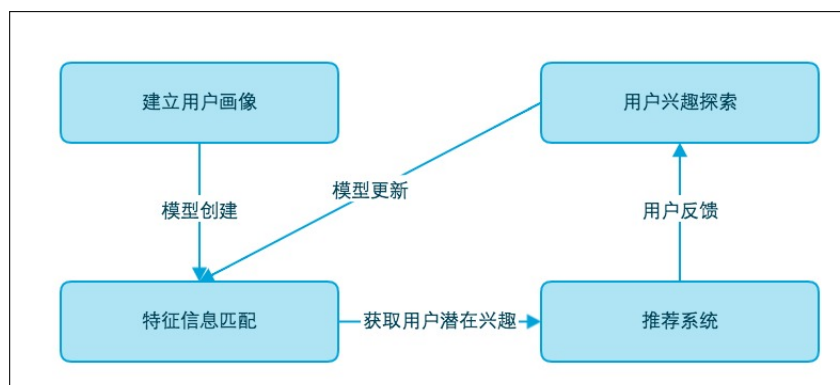 建立用户画像
用户兴趣探索
模型更新
模型创建
用户反馈
特征信息匹配
获取用户潜在兴趣
推荐系统